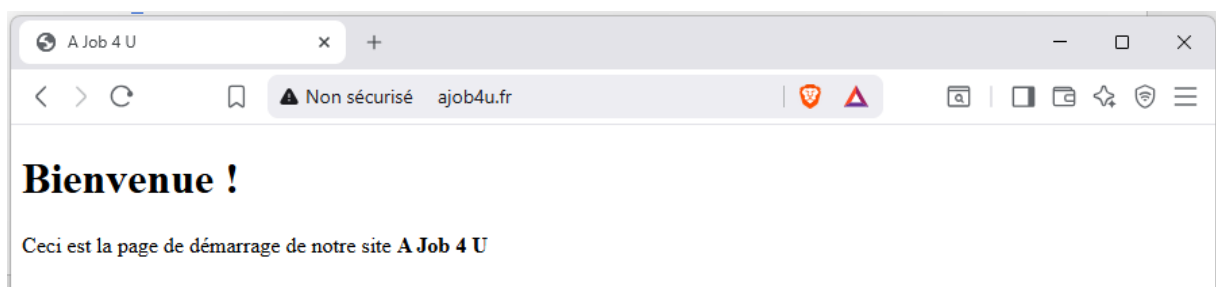 A Job 4 U
Non sécurisé ajob4u.fr
Bienvenue !
Ceci est la page de démarrage de notre site A Job 4 U